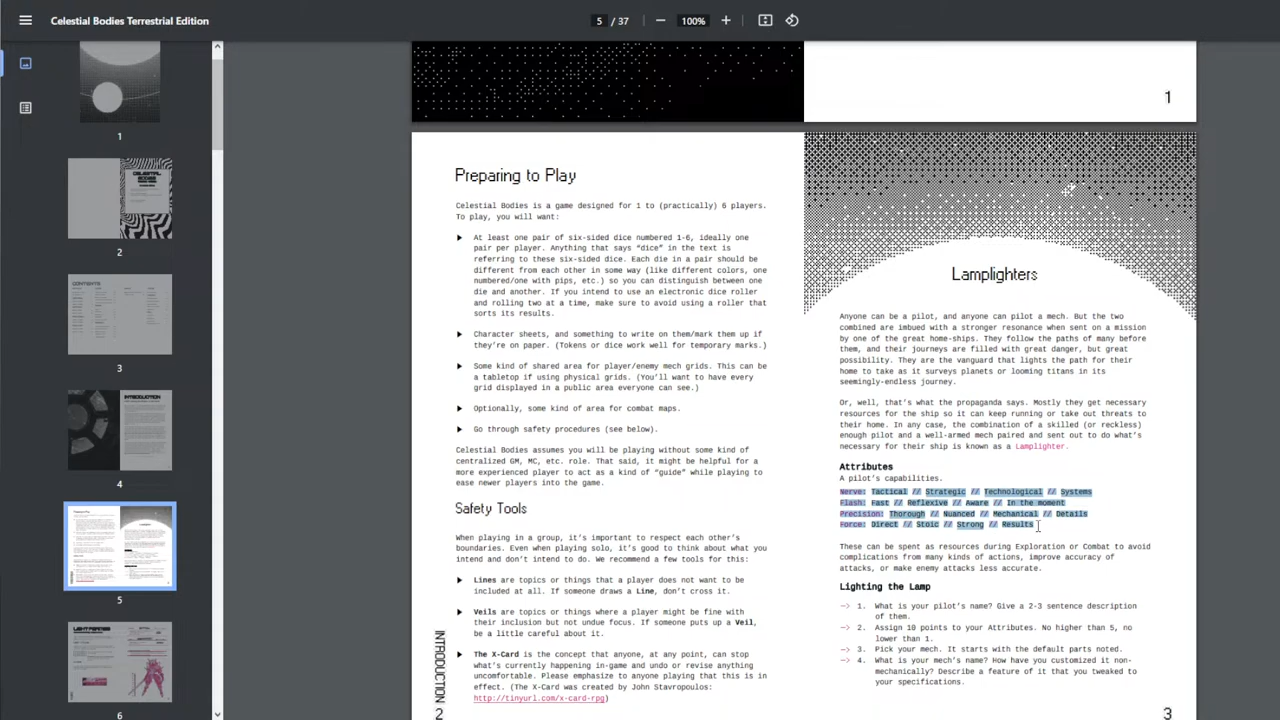 Celestial Bodies Terrestrial Edition
5 / 37
100%
1
2
3
4
5
6
CELESTIAL
BODIES
CONTENTS
INTRODUCTION
1
Preparing to Play
Celestial Bodies is a game designed for 1 to (practically) 6 players.
To play, you will want:
At least one pair of six-sided dice numbered 1-6, ideally one
pair per player. Anything that says “dice” in the text is
referring to these six-sided dice. Each die in a pair should be
different from each other in some way (like different colors, one
numbered/one with pips, etc.) so you can distinguish between one
die and another. If you intend to use an electronic dice roller
and rolling two at a time, make sure to avoid using a roller that
sorts its results.
Character sheets, and something to write on them/mark them up if
they’re on paper. (Tokens or dice work well for temporary marks.)
Some kind of shared area for player/enemy mech grids. This can be
a tabletop if using physical grids. (You’ll want to have every
grid displayed in a public area everyone can see.)
Optionally, some kind of area for combat maps.
Go through safety procedures (see below).
Celestial Bodies assumes you will be playing without some kind of
centralized GM, MC, etc. role. That said, it might be helpful for a
more experienced player to act as a kind of “guide” while playing to
ease newer players into the game.
Safety Tools
When playing in a group, it’s important to respect each other’s
boundaries. Even when playing solo, it’s good to think about what you
intend and don’t intend to do. We recommend a few tools for this:
Lines are topics or things that a player does not want to be
included at all. If someone draws a Line, don’t cross it.
Veils are topics or things where a player might be fine with
their inclusion but not undue focus. If someone puts up a Veil,
be a little careful about it.
The X-Card is the concept that anyone, at any point, can stop
what’s currently happening in-game and undo or revise anything
uncomfortable. Please emphasize to anyone playing that this is in
effect. (The X-Card was created by John Stavropoulos:
http://tinyurl.com/x-card-rpg)
INTRODUCTION
2
Lamplighters
Anyone can be a pilot, and anyone can pilot a mech. But the two
combined are imbued with a stronger resonance when sent on a mission
by one of the great home-ships. They follow the paths of many before
them, and their journeys are filled with great danger, but great
possibility. They are the vanguard that lights the path for their
home to take as it surveys planets or looming titans in its
seemingly-endless journey.
Or, well, that’s what the propaganda says. Mostly they get necessary
resources for the ship so it can keep running or take out threats to
their home. In any case, the combination of a skilled (or reckless)
enough pilot and a well-armed mech paired and sent out to do what’s
necessary for their ship is known as a Lamplighter.
Attributes
A pilot’s capabilities.
Nerve: Tactical // Strategic // Technological // Systems
Flash: Fast // Reflexive // Aware // In the moment
Precision: Thorough // Nuanced // Mechanical // Details
Force: Direct // Stoic // Strong // Results
These can be spent as resources during Exploration or Combat to avoid
complications from many kinds of actions, improve accuracy of
attacks, or make enemy attacks less accurate.
Lighting the Lamp
1. What is your pilot’s name? Give a 2-3 sentence description
of them.
2. Assign 10 points to your Attributes. No higher than 5, no
lower than 1.
3. Pick your mech. It starts with the default parts noted.
4. What is your mech’s name? How have you customized it non-
mechanically? Describe a feature of it that you tweaked to
your specifications.
3